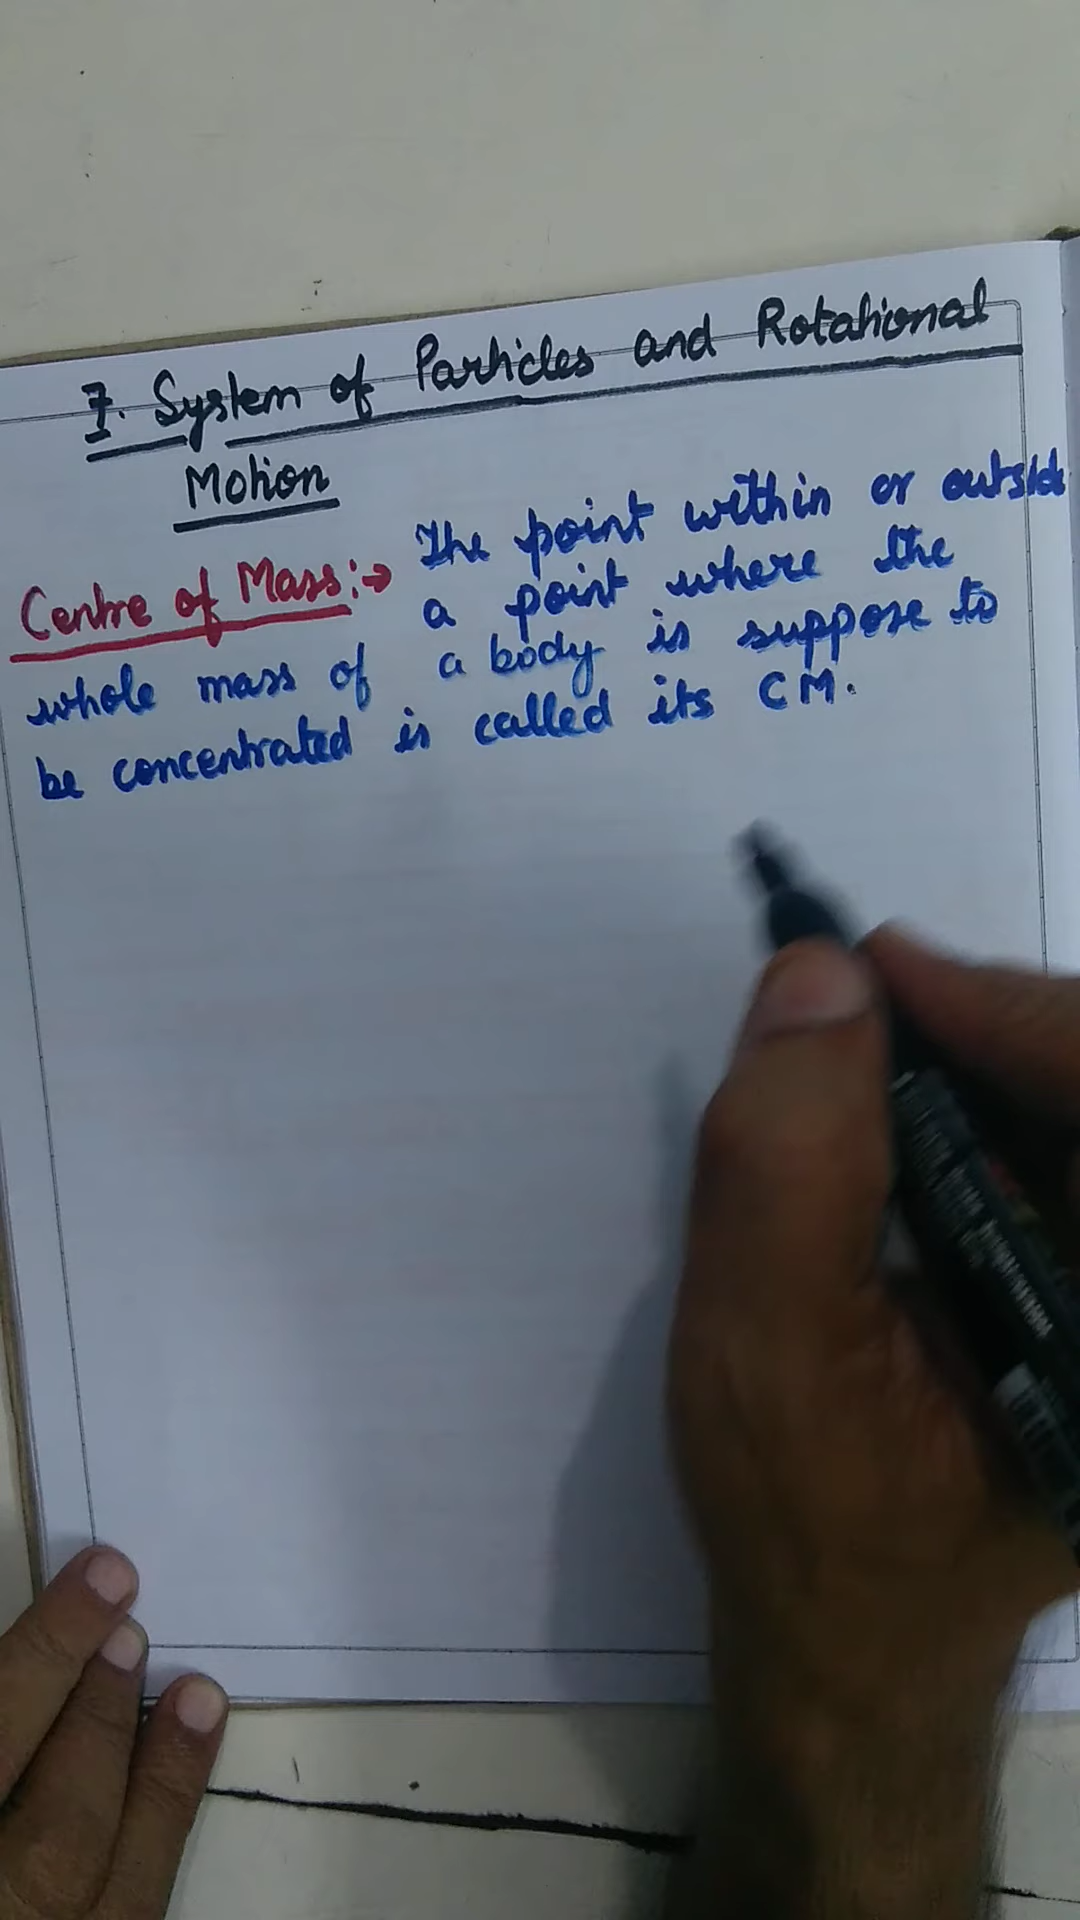 7. System of Particles and Rotational
Motion
Centre of Mass:→ The point within or outside
a point where the
whole mass of a body is suppose to
be concentrated is called its CM.